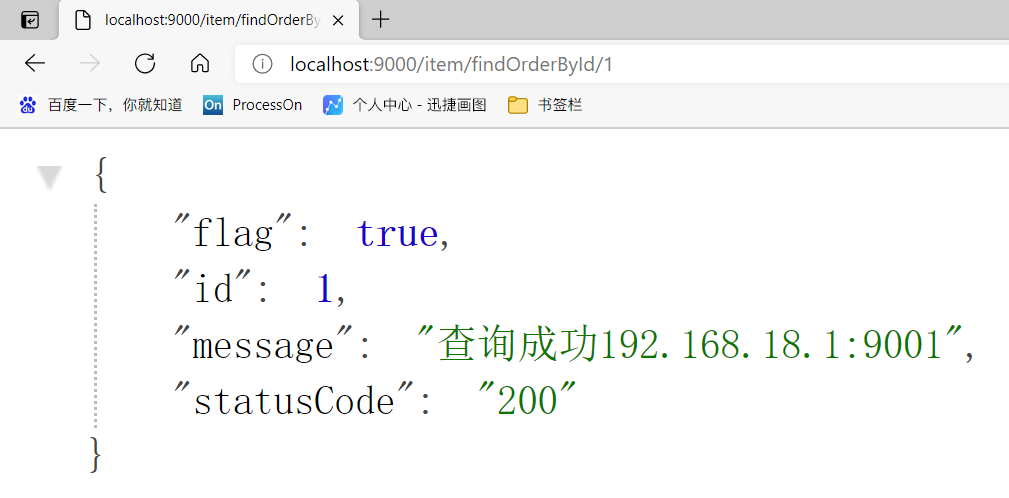 localhost:9000/item/findOrderBy
localhost:9000/item/findOrderById/1
百度一下，你就知道 On ProcessOn 个人中心 - 迅捷画图 书签栏
{
"flag": true,
"id": 1,
"message": "查询成功192.168.18.1:9001",
"statusCode": "200"
}